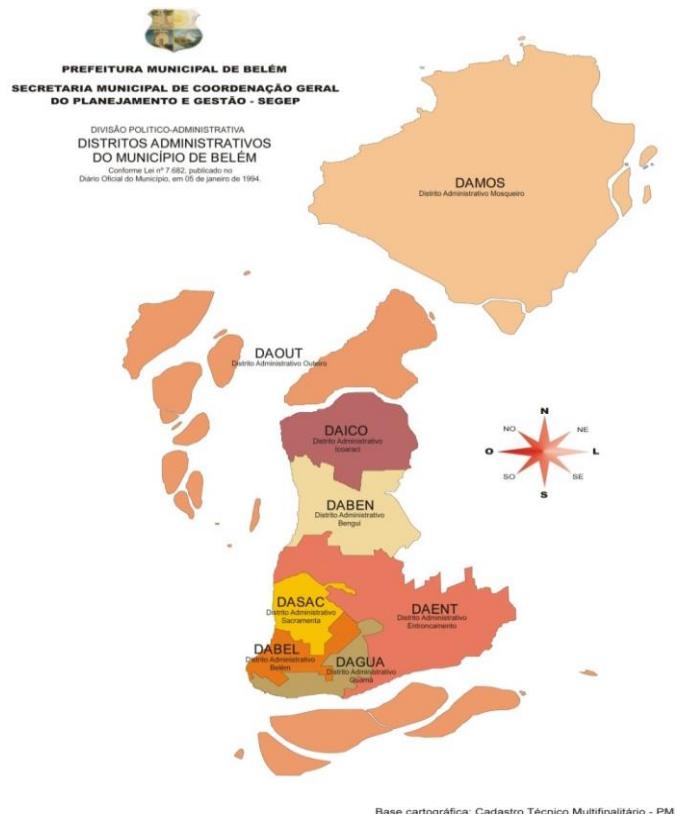 PREFEITURA MUNICIPAL DE BELÉM
SECRETARIA MUNICIPAL DE COORDENAÇÃO GERAL
DO PLANEJAMENTO E GESTÃO - SEGEP
DIVISÃO POLITICO-ADMINISTRATIVA
DISTRITOS ADMINISTRATIVOS
DO MUNICÍPIO DE BELÉM
Conforme Lei nº 7.682, publicado no
Diário Oficial do Município, em 05 de janeiro de 1994.
DAMOS
Distrito Administrativo Mosqueiro
DAOUT
Distrito Administrativo Outeiro
DAICO
Distrito Administrativo
Icoaraci
N
NO
NE
O
L
SO
SE
S
DABEN
Distrito Administrativo
Benguí
DASAC
Distrito Administrativo
Sacramenta
DAENT
Distrito Administrativo
Entroncamento
DABEL
Distrito Administrativo
Belém
DAGUA
Distrito Administrativo
Guamá
Base cartográfica: Cadastro Técnico Multifinalitário - PM